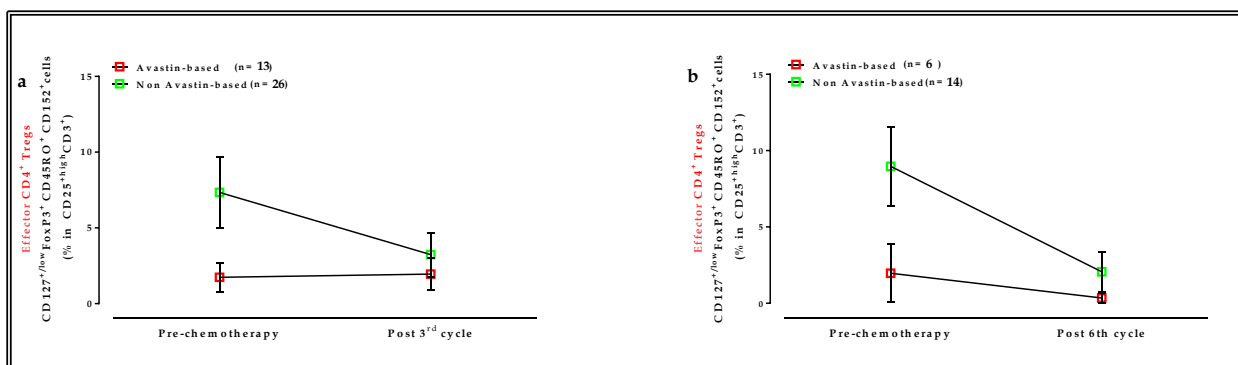 a
Effector CD4⁺ Tregs
CD127⁺/ˡᵒʷFoxP3⁺ CD45RO⁺ CD152⁺cells
(% in CD25⁺ʰⁱᵍʰCD3⁺)
Avastin-based (n= 13)
Non Avastin-based (n= 26)
15
10
5
0
Pre-chemotherapy
Post 3ʳᵈ cycle
b
Effector CD4⁺ Tregs
CD127⁺/ˡᵒʷFoxP3⁺ CD45RO⁺ CD152⁺cells
(% in CD25⁺ʰⁱᵍʰCD3⁺)
Avastin-based (n= 6 )
Non Avastin-based(n= 14)
15
10
5
0
Pre-chemotherapy
Post 6th cycle